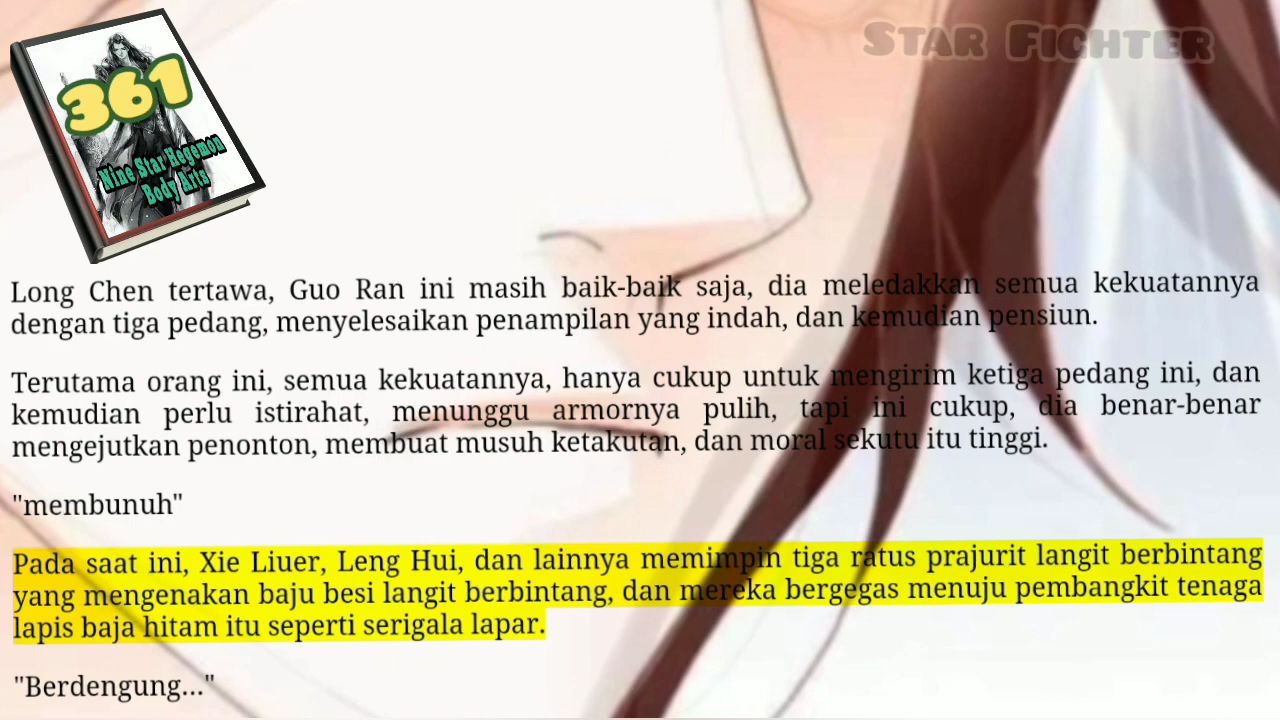 Star Fighter
361
Nine Star Hegemon
Body Arts
Long Chen tertawa, Guo Ran ini masih baik-baik saja, dia meledakkan semua kekuatannya
dengan tiga pedang, menyelesaikan penampilan yang indah, dan kemudian pensiun.
Terutama orang ini, semua kekuatannya, hanya cukup untuk mengirim ketiga pedang ini, dan
kemudian perlu istirahat, menunggu armornya pulih, tapi ini cukup, dia benar-benar
mengejutkan penonton, membuat musuh ketakutan, dan moral sekutu itu tinggi.
"membunuh"
Pada saat ini, Xie Liuer, Leng Hui, dan lainnya memimpin tiga ratus prajurit langit berbintang
yang mengenakan baju besi langit berbintang, dan mereka bergegas menuju pembangkit tenaga
lapis baja hitam itu seperti serigala lapar.
"Berdengung..."